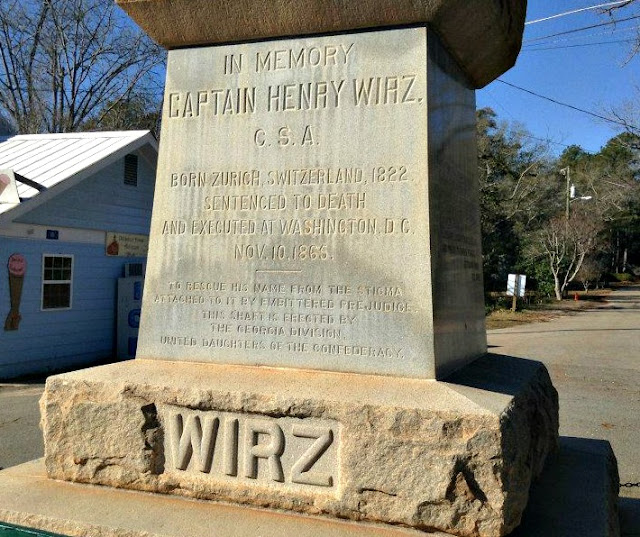 IN MEMORY
CAPTAIN HENRY WIRZ,
C. S. A.
BORN ZURICH, SWITZERLAND, 1822.
SENTENCED TO DEATH
AND EXECUTED AT WASHINGTON, D. C.
NOV. 10. 1865.
TO RESCUE HIS NAME FROM THE STIGMA
ATTACHED TO IT BY EMBITTERED PREJUDICE,
THIS SHAFT IS ERECTED BY
THE GEORGIA DIVISION
UNITED DAUGHTERS OF THE CONFEDERACY.
WIRZ